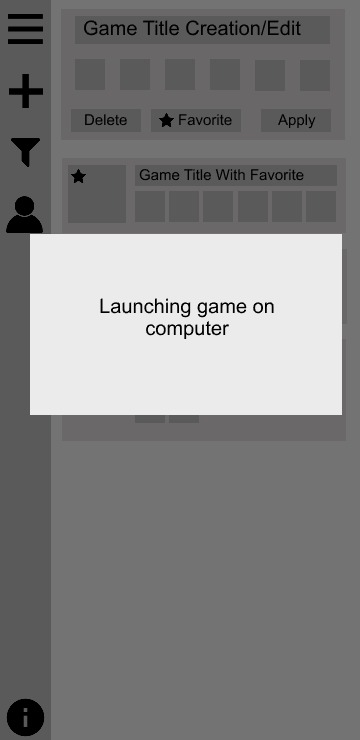 Game Title Creation/Edit
Delete
Favorite
Apply
Game Title With Favorite
Launching game on
computer